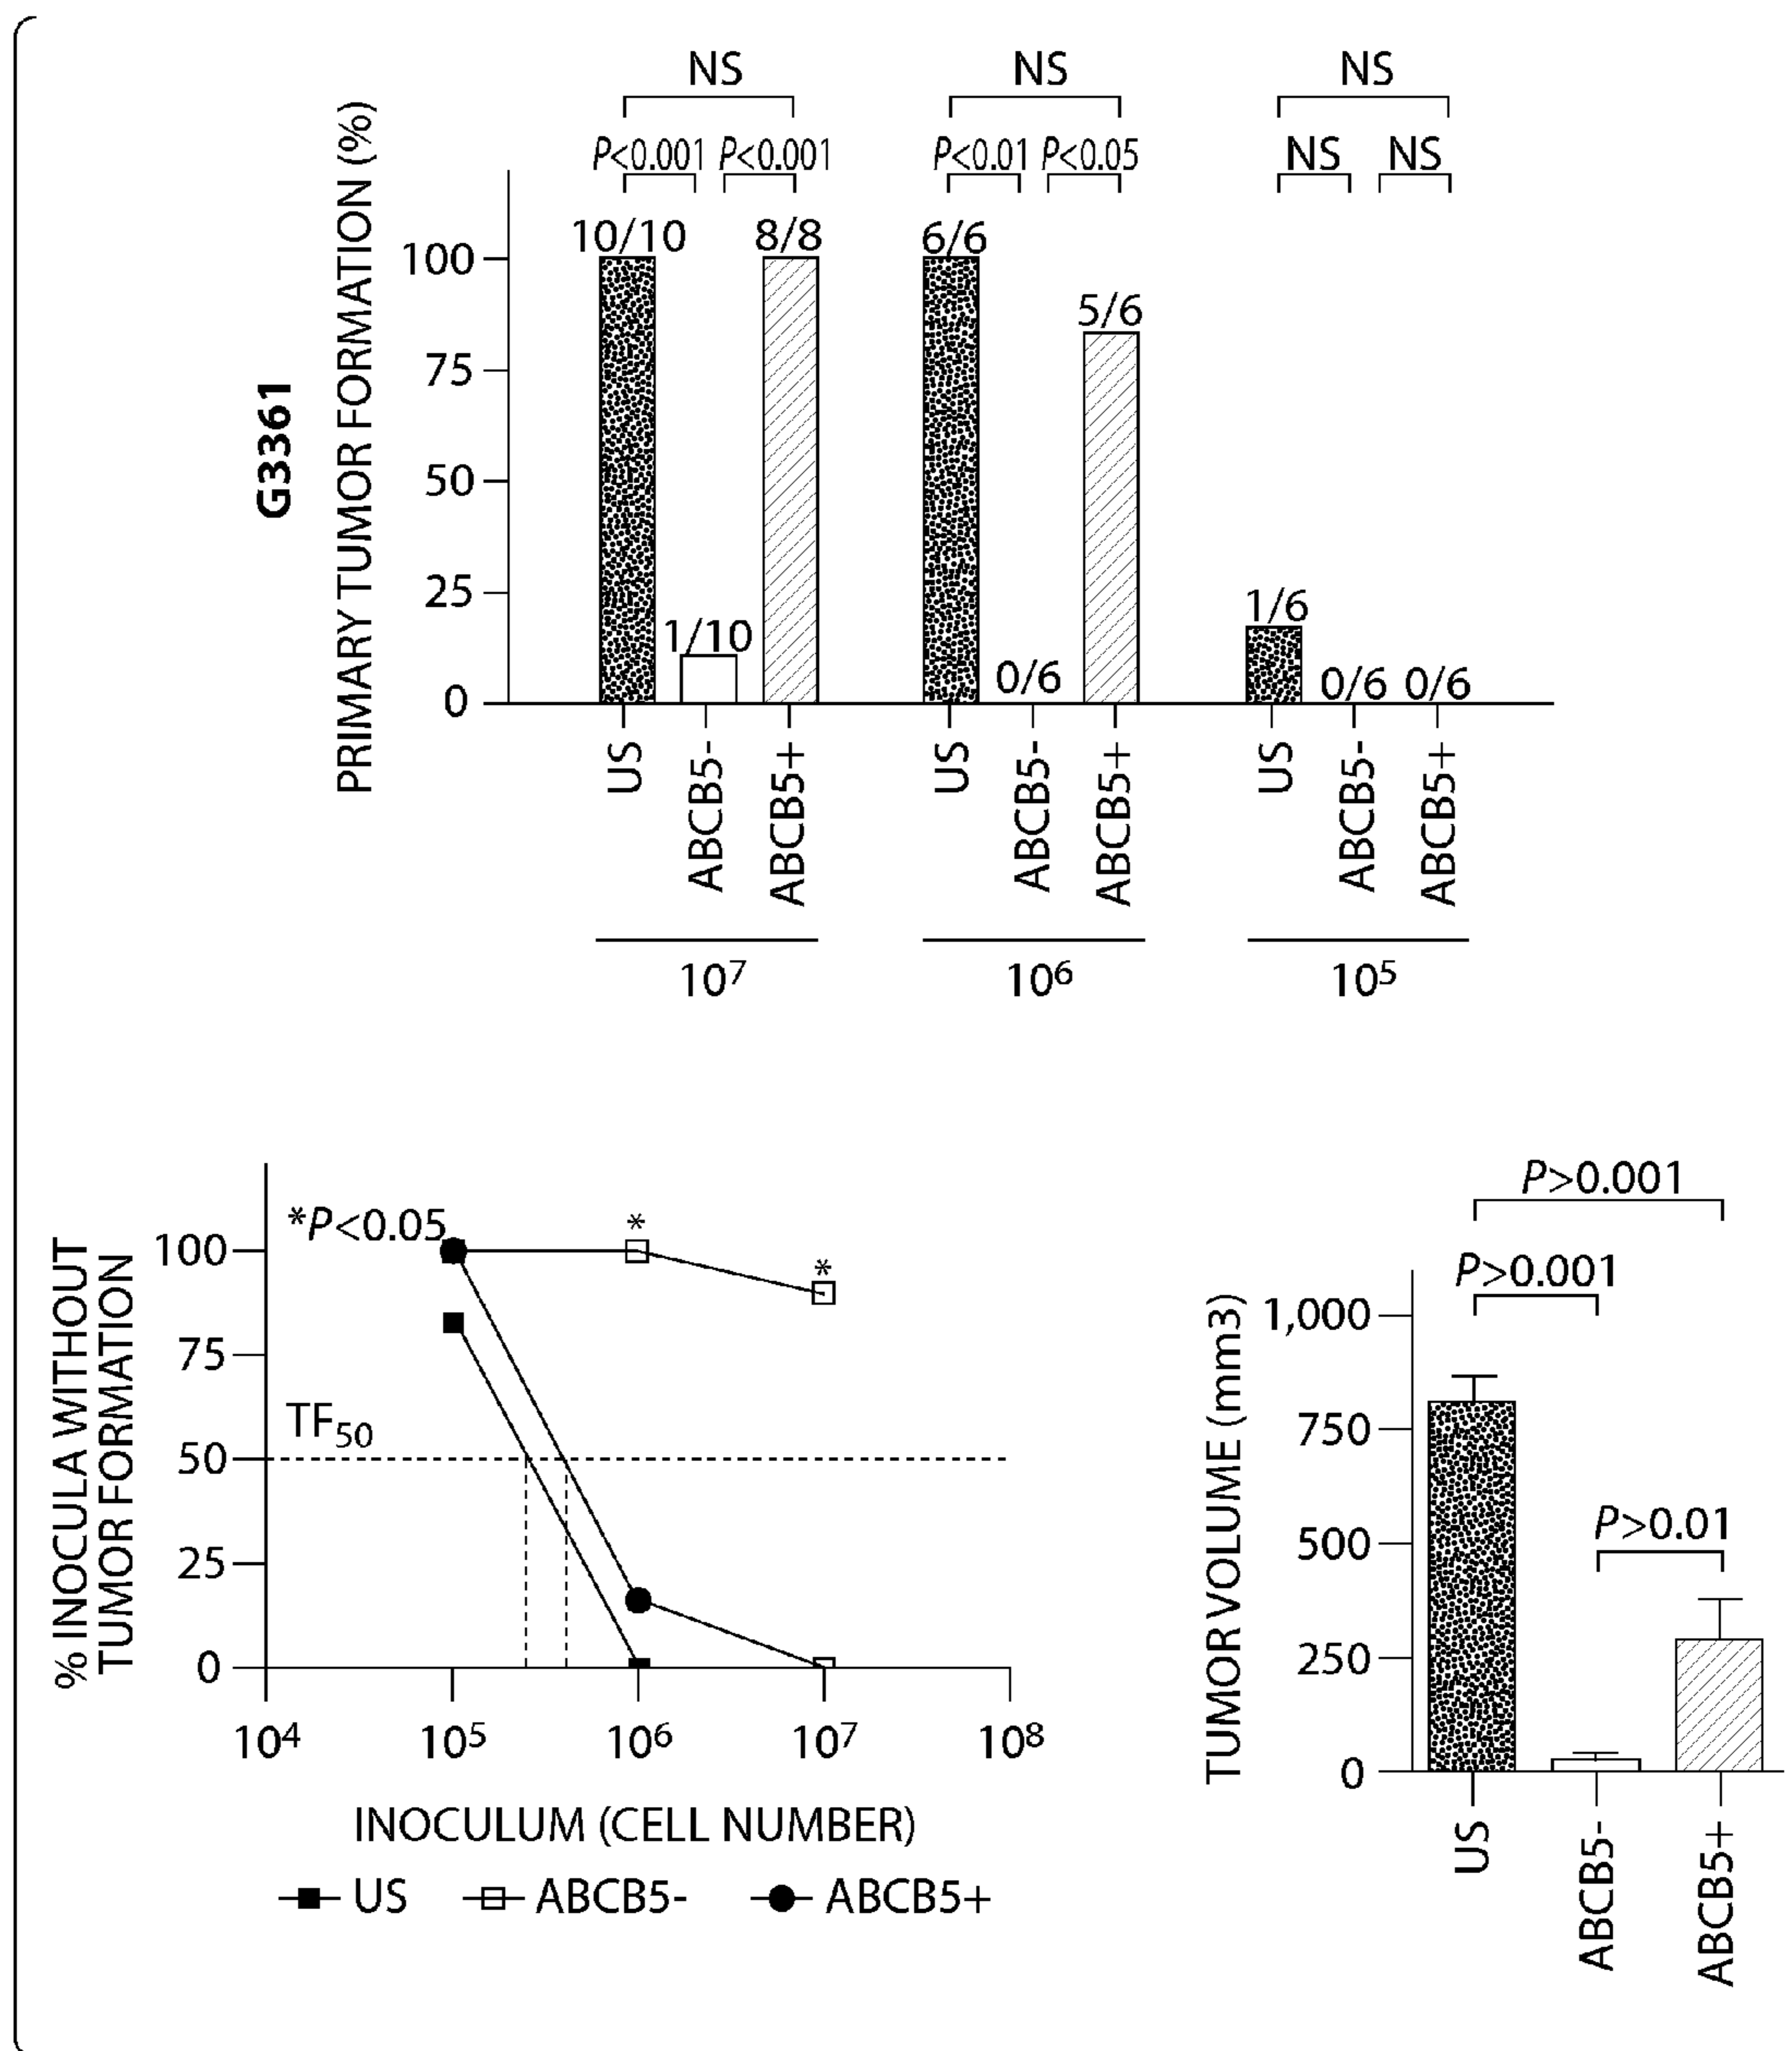 NS NS NS
P<0.001 P<0.001 P<0.01 P<0.05 NS NS
10/10 8/8 6/6
5/6
1/10 0/6 1/6 0/6 0/6
G3361
PRIMARY TUMOR FORMATION (%)
100
75
50
25
0
US ABCB5- ABCB5+ US ABCB5- ABCB5+ US ABCB5- ABCB5+
10⁷ 10⁶ 10⁵
% INOCULA WITHOUT
TUMOR FORMATION
*P<0.05 * *
100
75
TF₅₀
50
25
0
10⁴ 10⁵ 10⁶ 10⁷ 10⁸
INOCULUM (CELL NUMBER)
US ABCB5- ABCB5+
P>0.001
P>0.001
P>0.01
TUMOR VOLUME (mm3)
1,000
750
500
250
0
US ABCB5- ABCB5+